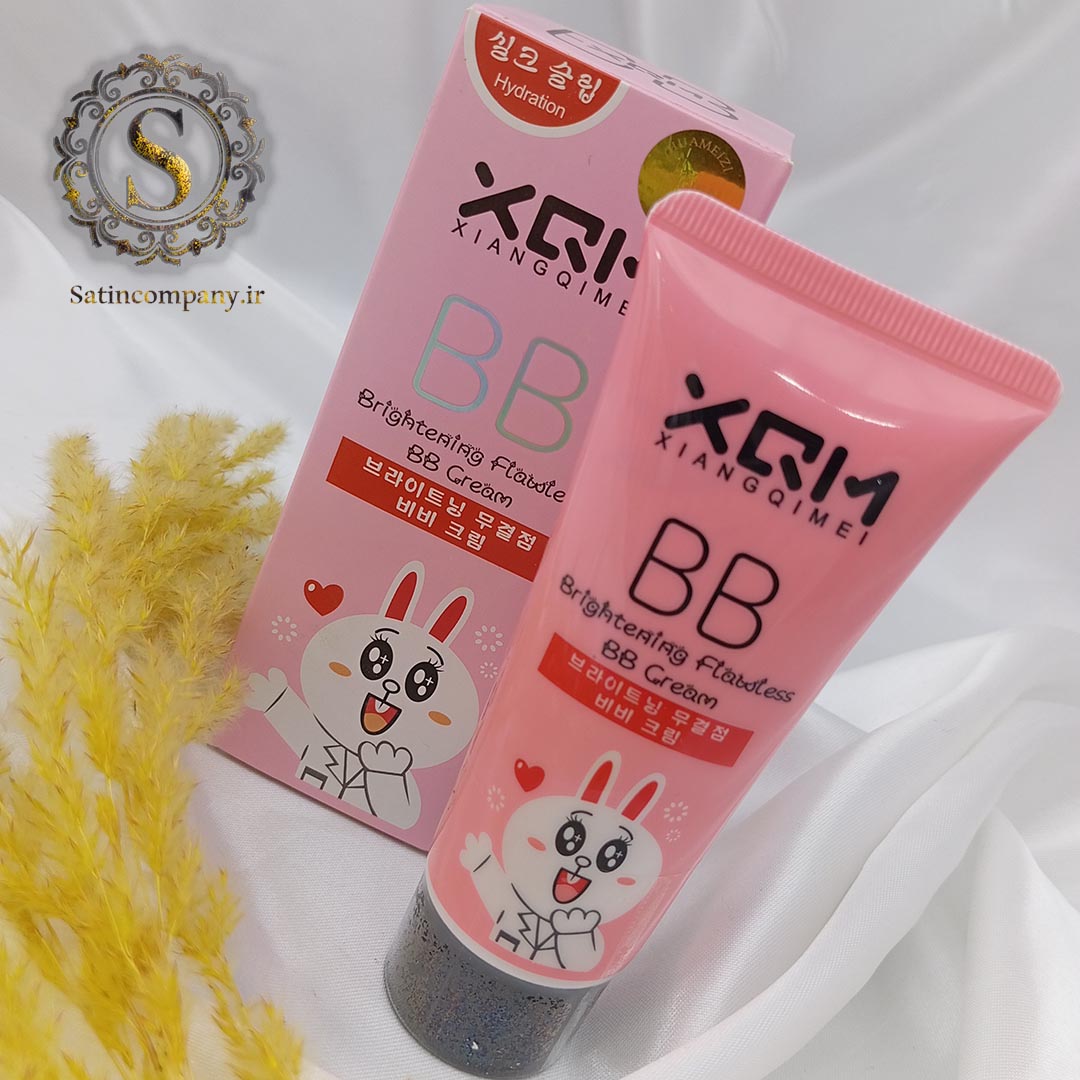 S
Satincompany.ir
싱크 슬립
Hydration
XQM
XIANGQIMEI
BB
Brightening Flawle
BB Cream
브라이트닝 무결점
비비 크림
XQM
XIANGQIMEI
BB
Brightening Flawless
BB Cream
브라이트닝 무결점
비비 크림